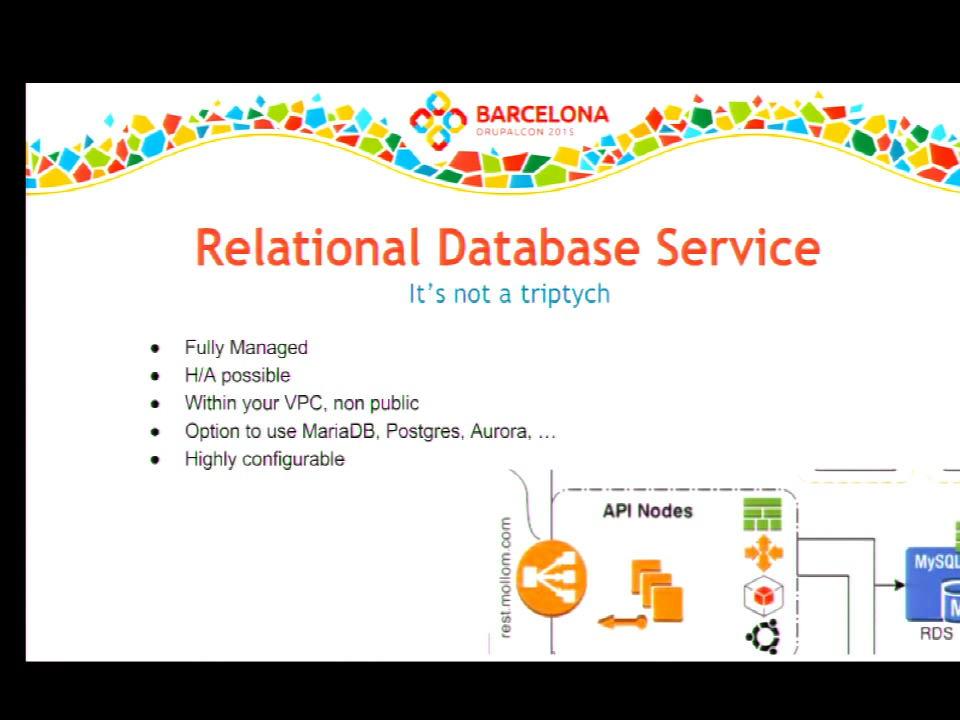 BARCELONA
DRUPALCON 2015
Relational Database Service
It's not a triptych
● Fully Managed
● H/A possible
● Within your VPC, non public
● Option to use MariaDB, Postgres, Aurora, …
● Highly configurable
API Nodes
rest.mollom.com
MySQL
M
RDS